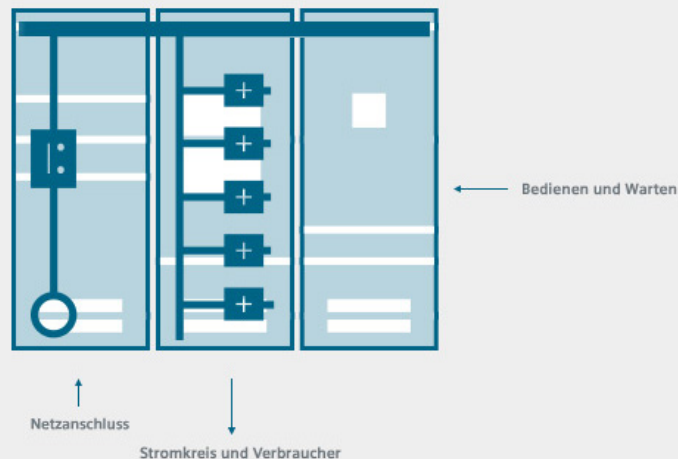 Bedienen und Warten
Netzanschluss
Stromkreis und Verbraucher